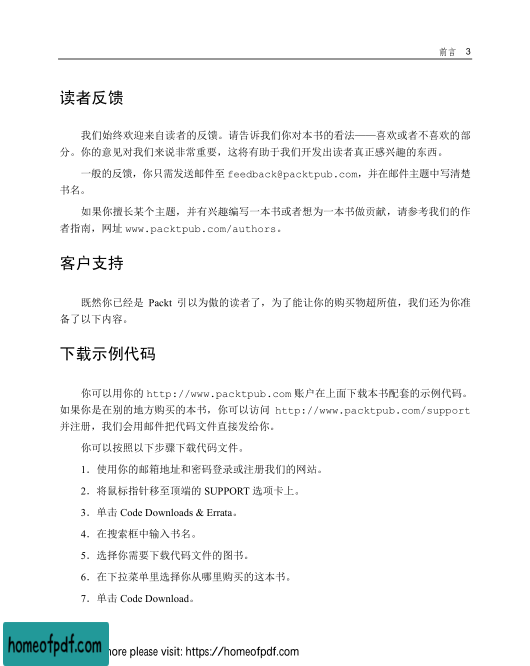 前言 3
读者反馈
我们始终欢迎来自读者的反馈。请告诉我们你对本书的看法——喜欢或者不喜欢的部
分。你的意见对我们来说非常重要，这将有助于我们开发出读者真正感兴趣的东西。
一般的反馈，你只需发送邮件至 feedback@packtpub.com，并在邮件主题中写清楚
书名。
如果你擅长某个主题，并有兴趣编写一本书或者想为一本书做贡献，请参考我们的作
者指南，网址 www.packtpub.com/authors。
客户支持
既然你已经是 Packt 引以为傲的读者了，为了能让你的购买物超所值，我们还为你准
备了以下内容。
下载示例代码
你可以用你的 http://www.packtpub.com 账户在上面下载本书配套的示例代码。
如果你是在别的地方购买的本书，你可以访问 http://www.packtpub.com/support
并注册，我们会用邮件把代码文件直接发给你。
你可以按照以下步骤下载代码文件。
1．使用你的邮箱地址和密码登录或注册我们的网站。
2．将鼠标指针移至顶端的 SUPPORT 选项卡上。
3．单击 Code Downloads & Errata。
4．在搜索框中输入书名。
5．选择你需要下载代码文件的图书。
6．在下拉菜单里选择你从哪里购买的这本书。
7．单击 Code Download。
homeofpdf.com
more please visit: https://homeofpdf.com